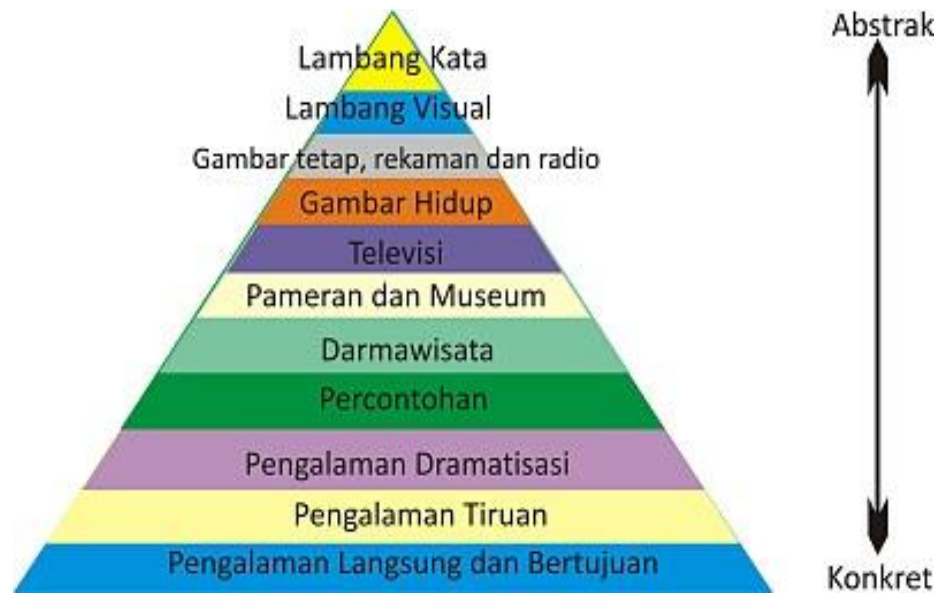 Abstrak
Lambang Kata
Lambang Visual
Gambar tetap, rekaman dan radio
Gambar Hidup
Televisi
Pameran dan Museum
Darmawisata
Percontohan
Pengalaman Dramatisasi
Pengalaman Tiruan
Pengalaman Langsung dan Bertujuan
Konkret